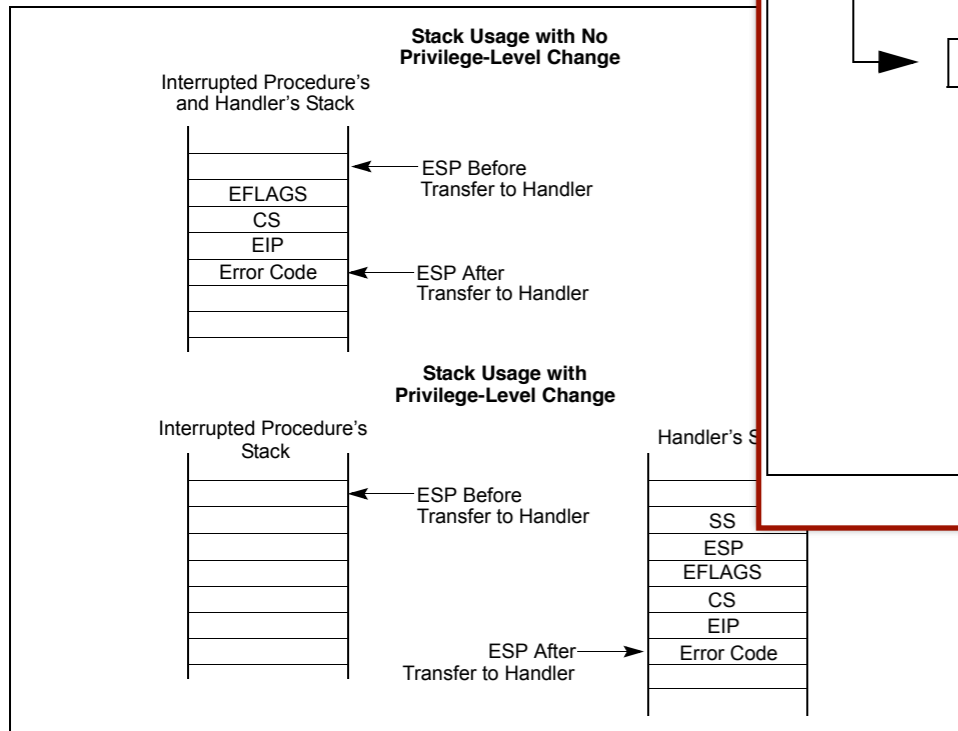 Stack Usage with No
Privilege-Level Change
Interrupted Procedure's
and Handler's Stack
ESP Before
Transfer to Handler
EFLAGS
CS
EIP
Error Code
ESP After
Transfer to Handler
Stack Usage with
Privilege-Level Change
Interrupted Procedure's
Stack
Handler's
ESP Before
Transfer to Handler
SS
ESP
EFLAGS
CS
EIP
Error Code
ESP After
Transfer to Handler